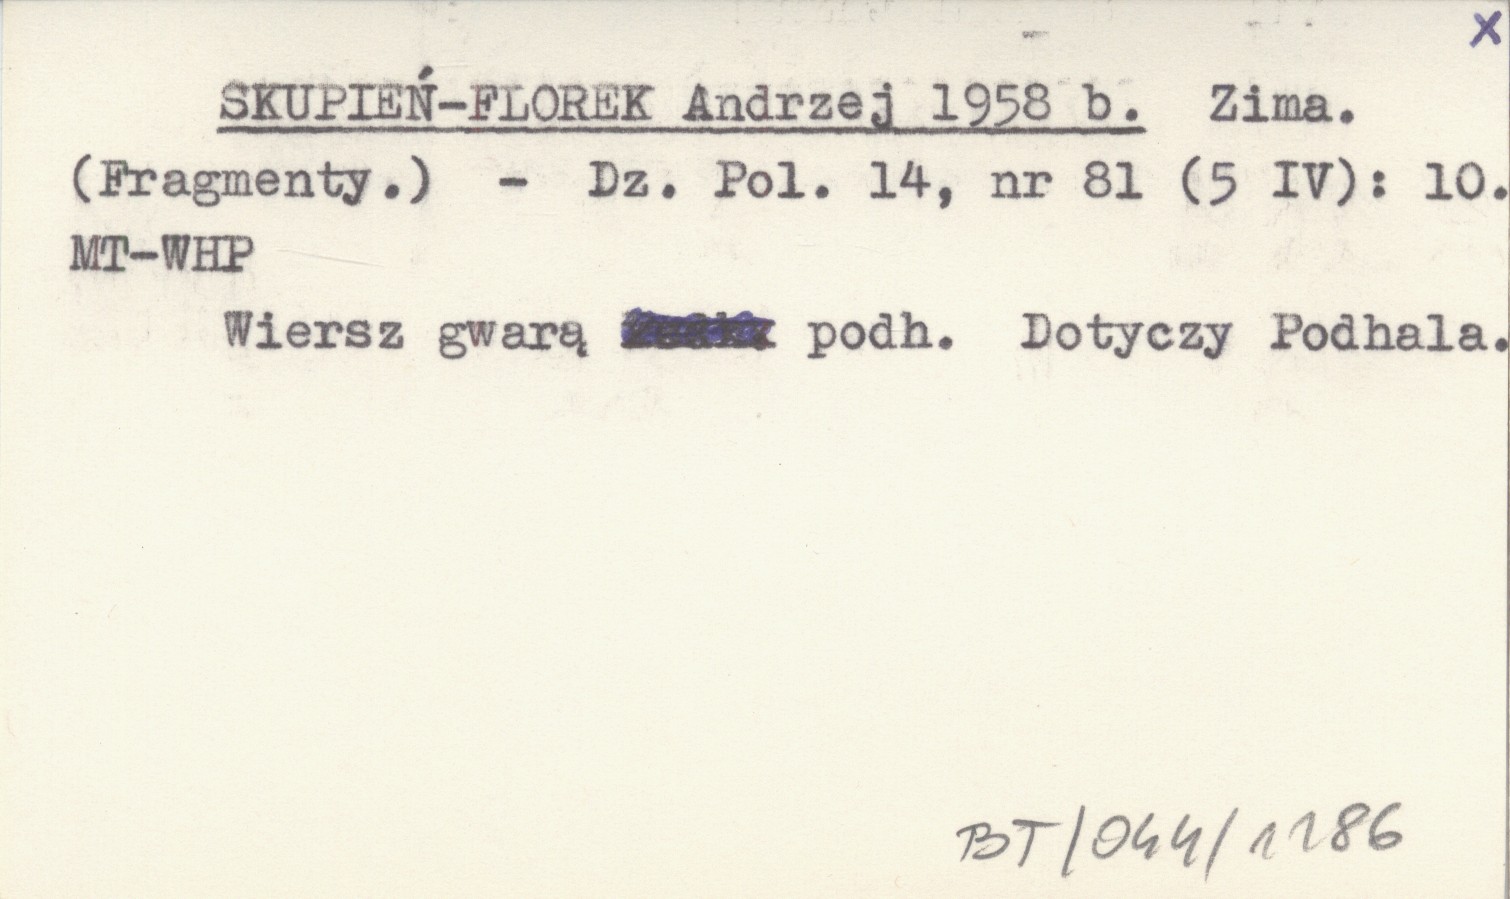 x
SKUPIEŃ-FLOREK Andrzej 1958 b. Zima.
(Fragmenty.) - Dz. Pol. 14, nr 81 (5 IV): 10.
MT-WHP
Wiersz gwarą podh. Dotyczy Podhala.
BT/044/1186